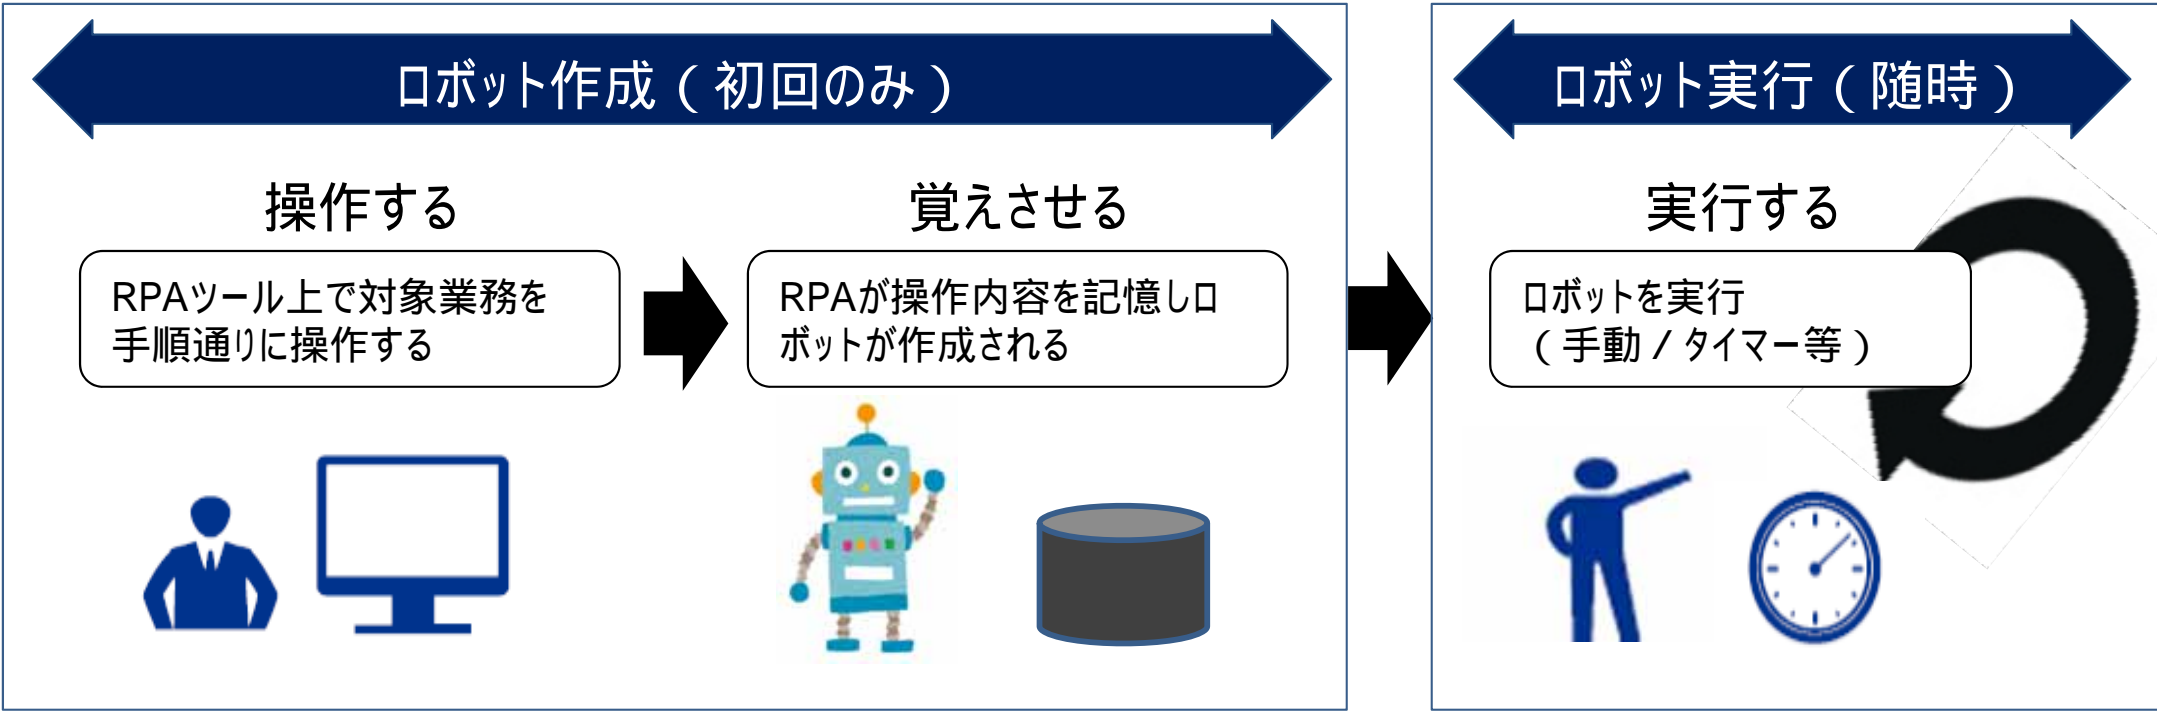 ロボット作成（初回のみ）
ロボット実行（随時）
操作する
RPAツール上で対象業務を
手順通りに操作する
覚えさせる
RPAが操作内容を記憶しロ
ボットが作成される
実行する
ロボットを実行
（手動／タイマー等）